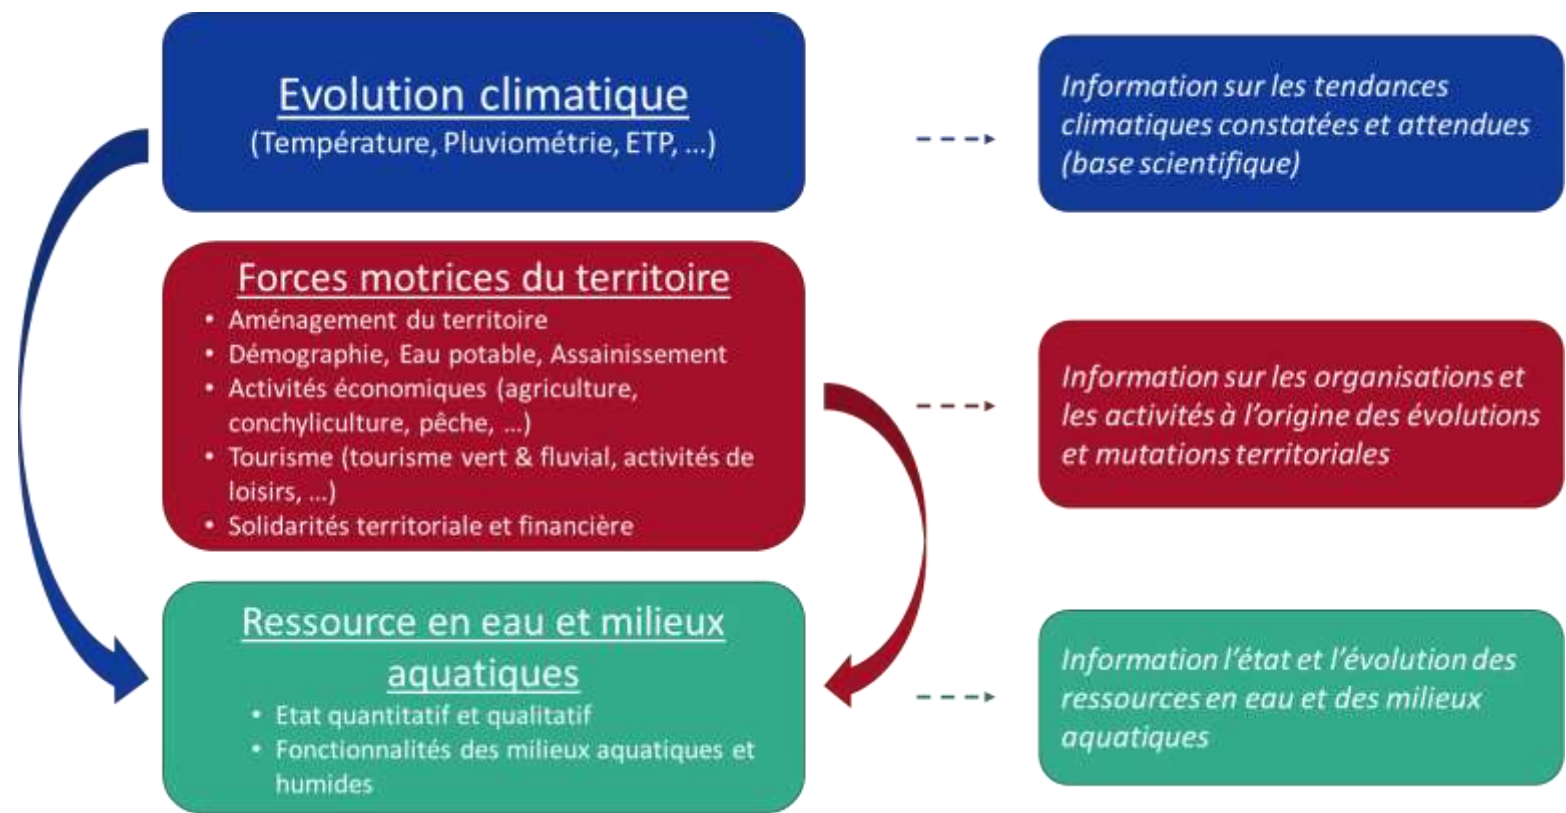 Evolution climatique
(Température, Pluviométrie, ETP, ...)
Information sur les tendances
climatiques constatées et attendues
(base scientifique)
Forces motrices du territoire
• Aménagement du territoire
• Démographie, Eau potable, Assainissement
• Activités économiques (agriculture,
conchyliculture, pêche, ...)
• Tourisme (tourisme vert & fluvial, activités de
loisirs, ...)
• Solidarités territoriale et financière
Information sur les organisations et
les activités à l'origine des évolutions
et mutations territoriales
Ressource en eau et milieux
aquatiques
• Etat quantitatif et qualitatif
• Fonctionnalités des milieux aquatiques et
humides
Information l'état et l'évolution des
ressources en eau et des milieux
aquatiques